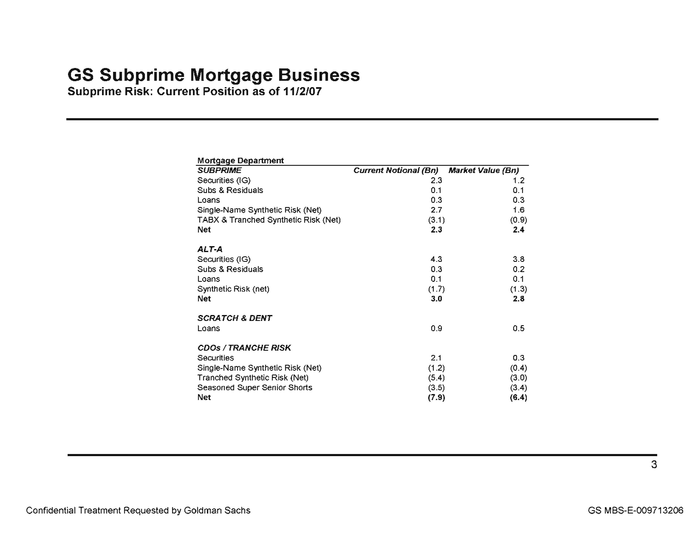 GS Subprime Mortgage Business
Subprime Risk: Current Position as of 11/2/07
Mortgage Department
SUBPRIME Current Notional (Bn) Market Value (Bn)
Securities (IG) 2.3 1.2
Subs & Residuals 0.1 0.1
Loans 0.3 0.3
Single-Name Synthetic Risk (Net) 2.7 1.6
TABX & Tranched Synthetic Risk (Net) (3.1) (0.9)
Net 2.3 2.4
ALT-A
Securities (IG) 4.3 3.8
Subs & Residuals 0.3 0.2
Loans 0.1 0.1
Synthetic Risk (net) (1.7) (1.3)
Net 3.0 2.8
SCRATCH & DENT
Loans 0.9 0.5
CDOs / TRANCHE RISK
Securities 2.1 0.3
Single-Name Synthetic Risk (Net) (1.2) (0.4)
Tranched Synthetic Risk (Net) (5.4) (3.0)
Seasoned Super Senior Shorts (3.5) (3.4)
Net (7.9) (6.4)
3
Confidential Treatment Requested by Goldman Sachs GS MBS-E-009713206